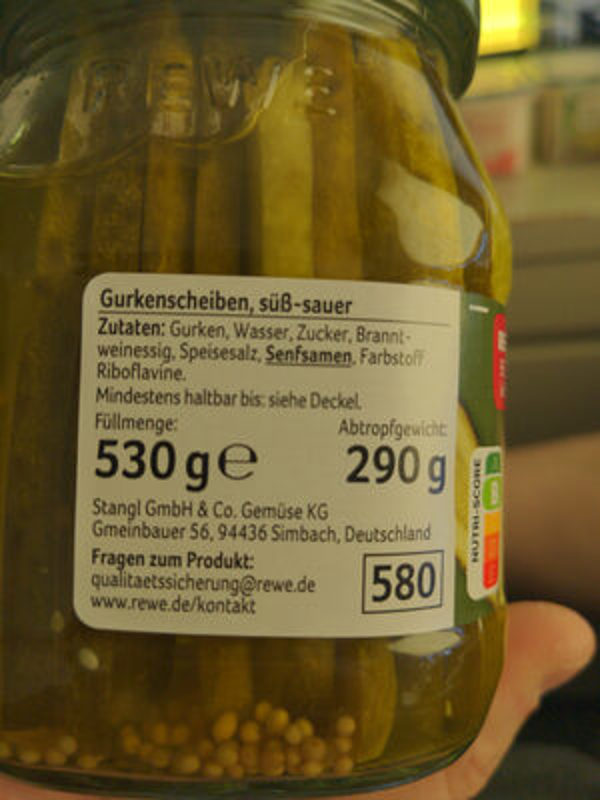 REWE
Gurkenscheiben, süß-sauer
Zutaten: Gurken, Wasser, Zucker, Brannt-
weinessig, Speisesalz, Senfsamen, Farbstoff
Riboflavine.
Mindestens haltbar bis: siehe Deckel.
Füllmenge: Abtropfgewicht:
530 g ℮ 290 g
Stangl GmbH & Co. Gemüse KG
Gmeinbauer 56, 94436 Simbach, Deutschland
Fragen zum Produkt:
qualitaetssicherung@rewe.de
www.rewe.de/kontakt
580
NUTRI-SCORE